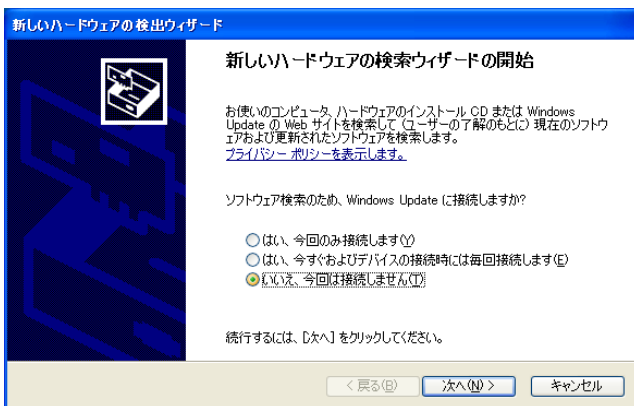 新しいハードウェアの検出ウィザード
新しいハードウェアの検索ウィザードの開始
お使いのコンピュータ、ハードウェアのインストール CD または Windows
Update の Web サイトを検索して (ユーザーの了解のもとに) 現在のソフトウ
ェアおよび更新されたソフトウェアを検索します。
プライバシー ポリシーを表示します。
ソフトウェア検索のため、Windows Update に接続しますか?
はい、今回のみ接続します(Y)
はい、今すぐおよびデバイスの接続時には毎回接続します(E)
いいえ、今回は接続しません(T)
続行するには、[次へ] をクリックしてください。
< 戻る(B) 次へ(N) > キャンセル